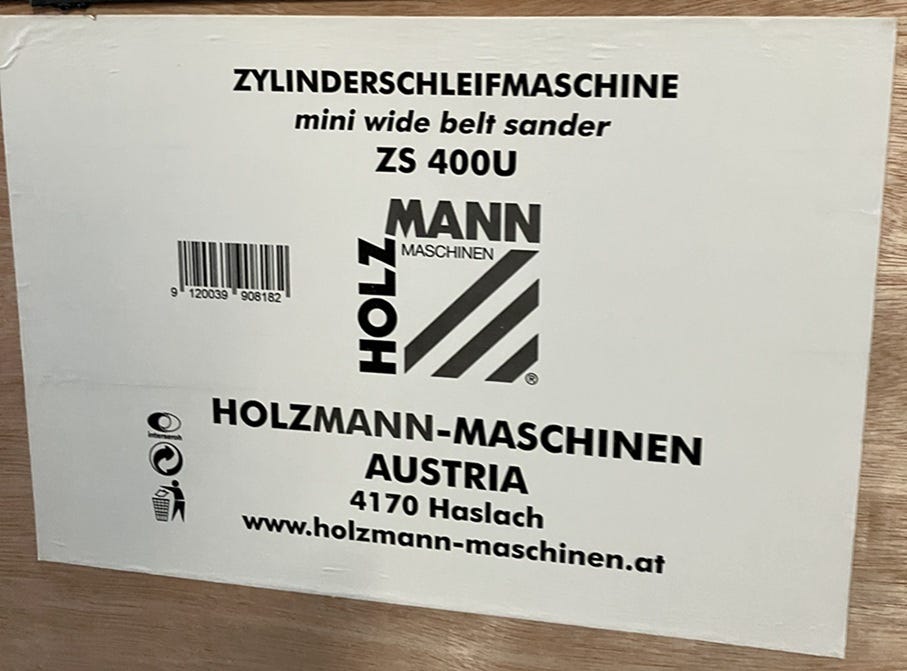 ZYLINDERSCHLEIFMASCHINE
mini wide belt sander
ZS 400U
HOLZ
MANN
MASCHINEN
®
9 120039 908182
interseroh
HOLZMANN-MASCHINEN
AUSTRIA
4170 Haslach
www.holzmann-maschinen.at